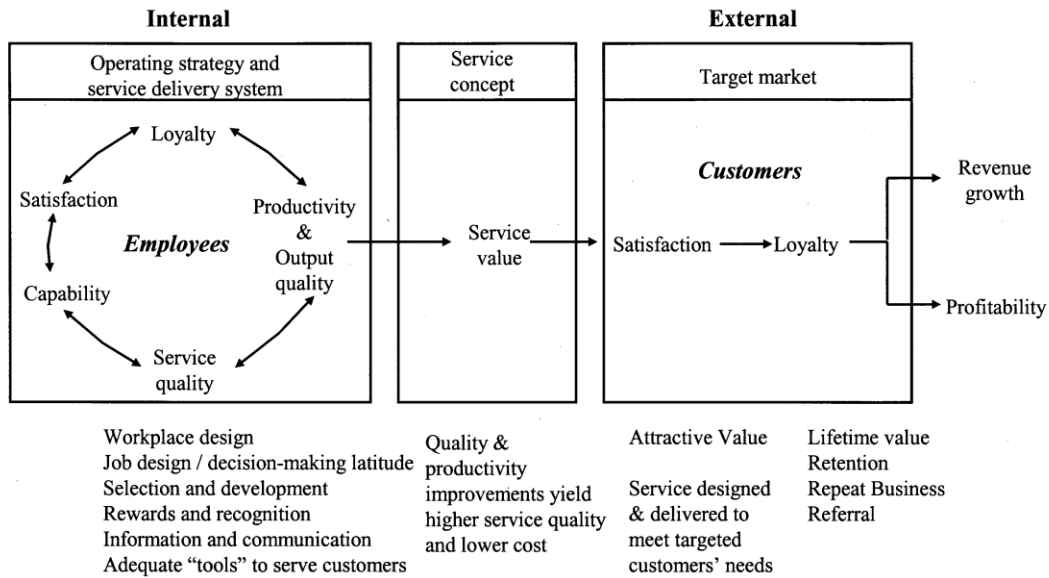 Internal
External
Operating strategy and
service delivery system
Service
concept
Target market
Loyalty
Satisfaction
Productivity
&
Output
quality
Employees
Capability
Service
quality
Service
value
Customers
Satisfaction
Loyalty
Revenue
growth
Profitability
Workplace design
Job design / decision-making latitude
Selection and development
Rewards and recognition
Information and communication
Adequate “tools” to serve customers
Quality &
productivity
improvements yield
higher service quality
and lower cost
Attractive Value
Service designed
& delivered to
meet targeted
customers’ needs
Lifetime value
Retention
Repeat Business
Referral